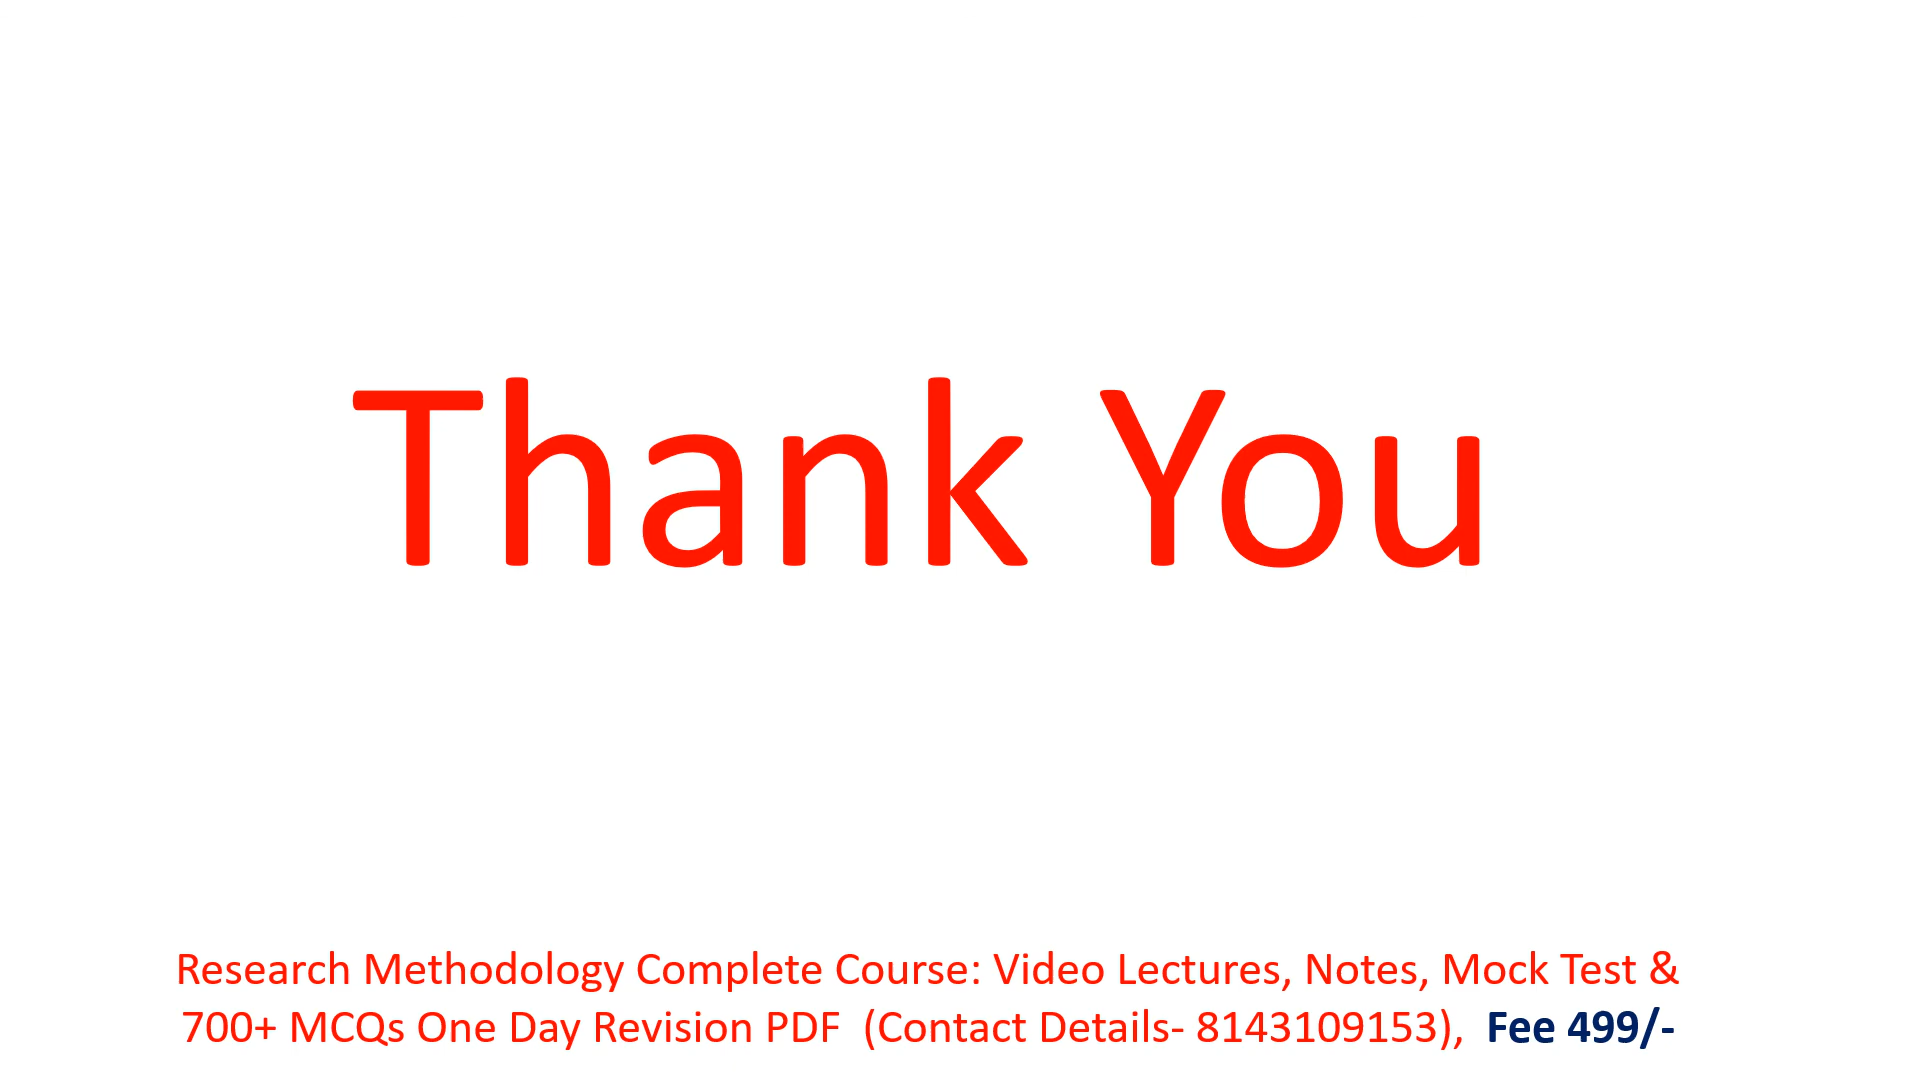 Thank You
Research Methodology Complete Course: Video Lectures, Notes, Mock Test &
700+ MCQs One Day Revision PDF  (Contact Details- 8143109153),  Fee 499/-